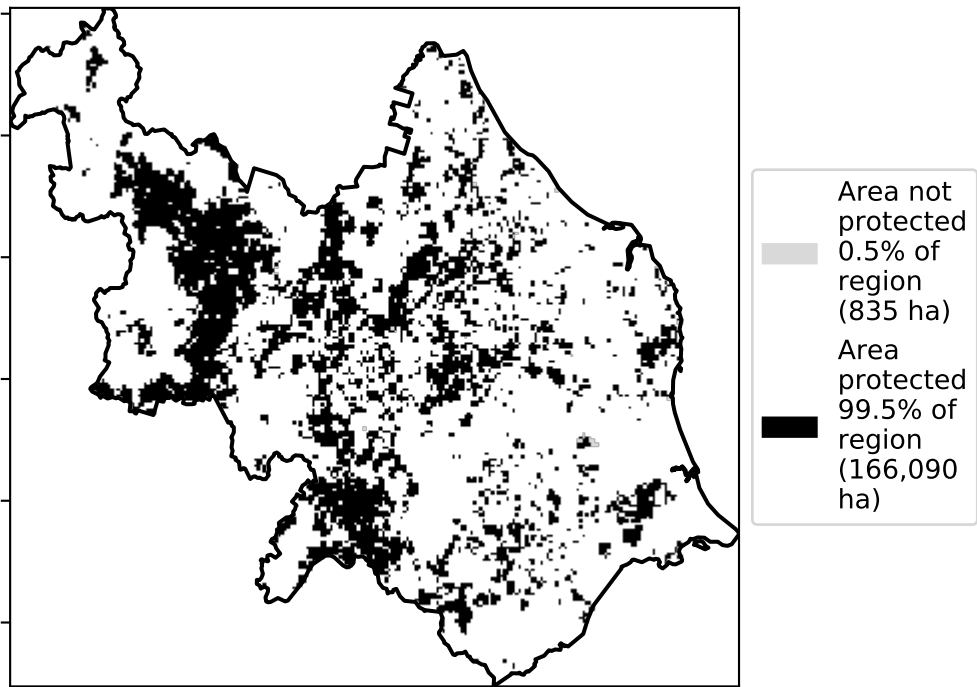 Area not
protected
0.5% of
region
(835 ha)
Area
protected
99.5% of
region
(166,090
ha)